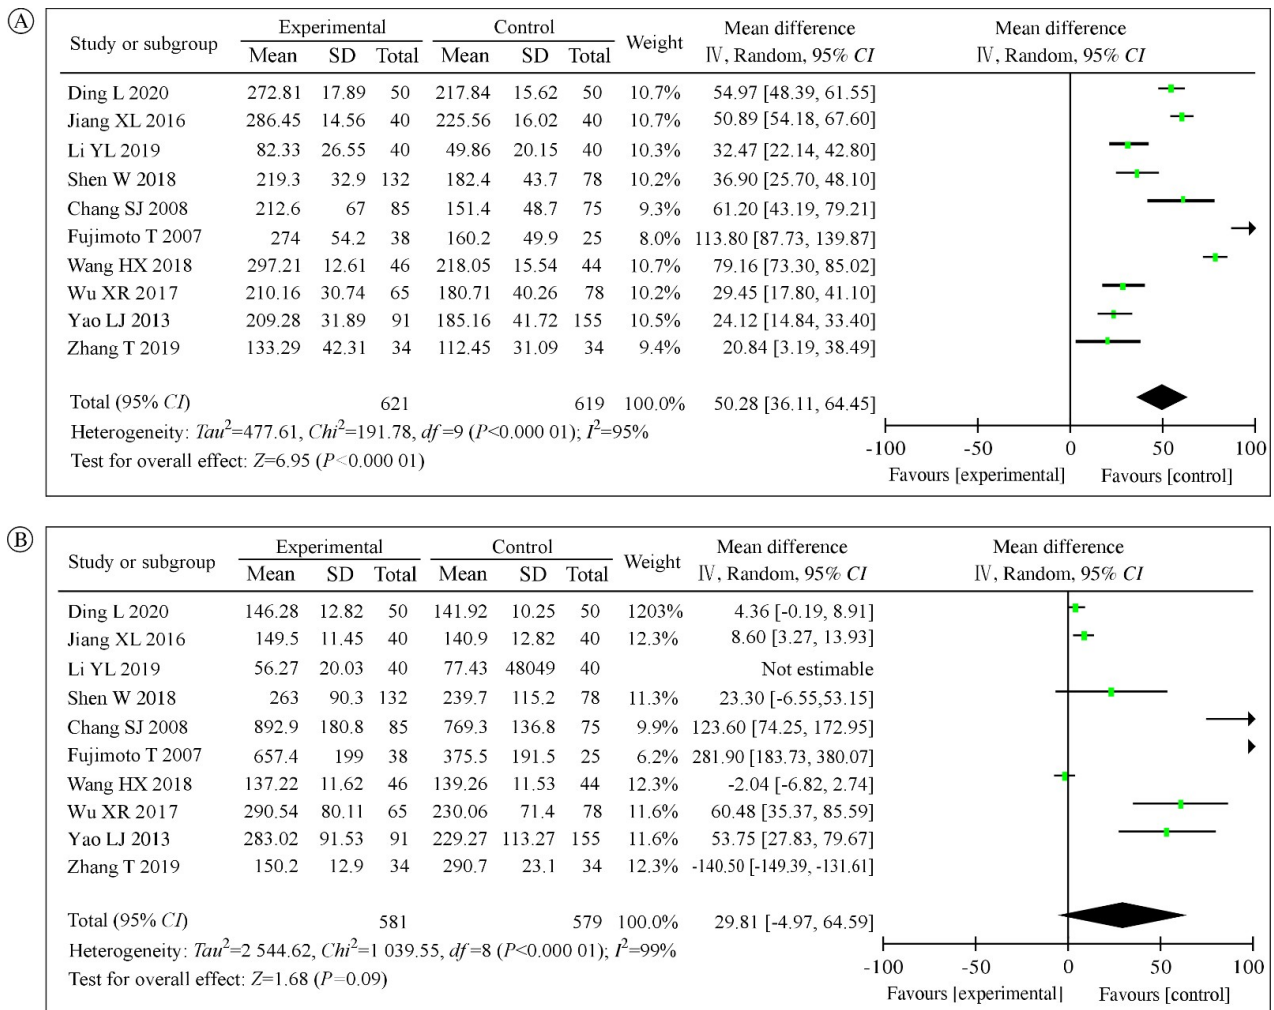 A
Experimental Control Mean difference Mean difference
Study or subgroup Mean SD Total Mean SD Total Weight IV, Random, 95% CI IV, Random, 95% CI
Ding L 2020 272.81 17.89 50 217.84 15.62 50 10.7% 54.97 [48.39, 61.55]
Jiang XL 2016 286.45 14.56 40 225.56 16.02 40 10.7% 50.89 [54.18, 67.60]
Li YL 2019 82.33 26.55 40 49.86 20.15 40 10.3% 32.47 [22.14, 42.80]
Shen W 2018 219.3 32.9 132 182.4 43.7 78 10.2% 36.90 [25.70, 48.10]
Chang SJ 2008 212.6 67 85 151.4 48.7 75 9.3% 61.20 [43.19, 79.21]
Fujimoto T 2007 274 54.2 38 160.2 49.9 25 8.0% 113.80 [87.73, 139.87]
Wang HX 2018 297.21 12.61 46 218.05 15.54 44 10.7% 79.16 [73.30, 85.02]
Wu XR 2017 210.16 30.74 65 180.71 40.26 78 10.2% 29.45 [17.80, 41.10]
Yao LJ 2013 209.28 31.89 91 185.16 41.72 155 10.5% 24.12 [14.84, 33.40]
Zhang T 2019 133.29 42.31 34 112.45 31.09 34 9.4% 20.84 [3.19, 38.49]
Total (95% CI) 621 619 100.0% 50.28 [36.11, 64.45]
Heterogeneity: Tau²=477.61, Chi²=191.78, df=9 (P<0.000 01); I²=95%
Test for overall effect: Z=6.95 (P<0.000 01)
-100 -50 0 50 100
Favours [experimental] Favours [control]
B
Experimental Control Mean difference Mean difference
Study or subgroup Mean SD Total Mean SD Total Weight IV, Random, 95% CI IV, Random, 95% CI
Ding L 2020 146.28 12.82 50 141.92 10.25 50 1203% 4.36 [-0.19, 8.91]
Jiang XL 2016 149.5 11.45 40 140.9 12.82 40 12.3% 8.60 [3.27, 13.93]
Li YL 2019 56.27 20.03 40 77.43 48049 40 Not estimable
Shen W 2018 263 90.3 132 239.7 115.2 78 11.3% 23.30 [-6.55,53.15]
Chang SJ 2008 892.9 180.8 85 769.3 136.8 75 9.9% 123.60 [74.25, 172.95]
Fujimoto T 2007 657.4 199 38 375.5 191.5 25 6.2% 281.90 [183.73, 380.07]
Wang HX 2018 137.22 11.62 46 139.26 11.53 44 12.3% -2.04 [-6.82, 2.74]
Wu XR 2017 290.54 80.11 65 230.06 71.4 78 11.6% 60.48 [35.37, 85.59]
Yao LJ 2013 283.02 91.53 91 229.27 113.27 155 11.6% 53.75 [27.83, 79.67]
Zhang T 2019 150.2 12.9 34 290.7 23.1 34 12.3% -140.50 [-149.39, -131.61]
Total (95% CI) 581 579 100.0% 29.81 [-4.97, 64.59]
Heterogeneity: Tau²=2 544.62, Chi²=1 039.55, df=8 (P<0.000 01); I²=99%
Test for overall effect: Z=1.68 (P=0.09)
-100 -50 0 50 100
Favours [experimental] Favours [control]